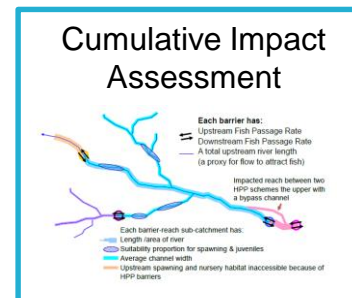 Cumulative Impact
Assessment
Each barrier has:
Upstream Fish Passage Rate
Downstream Fish Passage Rate
A total upstream river length
(a proxy for flow to attract fish)
Impacted reach between two
HPP schemes the upper with
a bypass channel
Each barrier-reach sub-catchment has:
Length /area of river
Suitability proportion for spawning & juveniles
Average channel width
Upstream spawning and nursery habitat inaccessible because of
HPP barriers